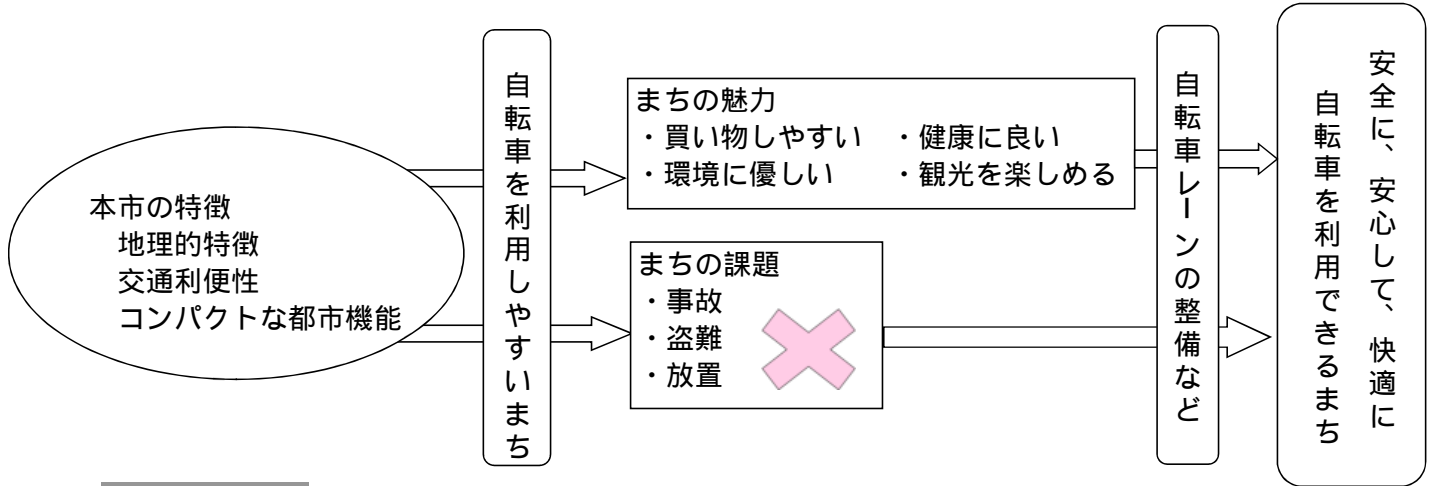 本市の特徴
地理的特徴
交通利便性
コンパクトな都市機能
自転車を利用しやすいまち
まちの魅力
・買い物しやすい ・健康に良い
・環境に優しい ・観光を楽しめる
まちの課題
・事故
・盗難
・放置
自転車レーンの整備など
安全に、安心して、快適に
自転車を利用できるまち